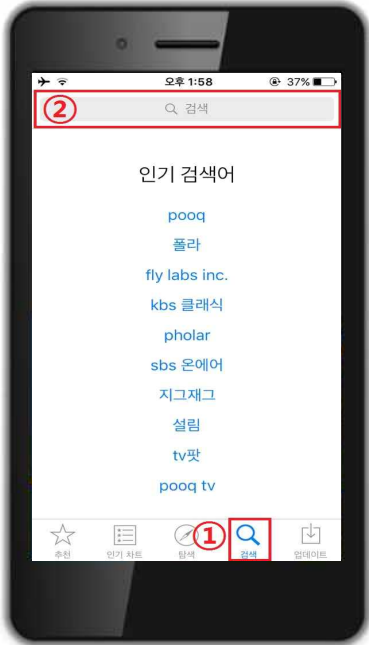 오후 1:58
37%
② 검색
인기 검색어
pooq
폴라
fly labs inc.
kbs 클래식
pholar
sbs 온에어
지그재그
설림
tv팟
pooq tv
①
추천 인기 차트 탐색 검색 업데이트